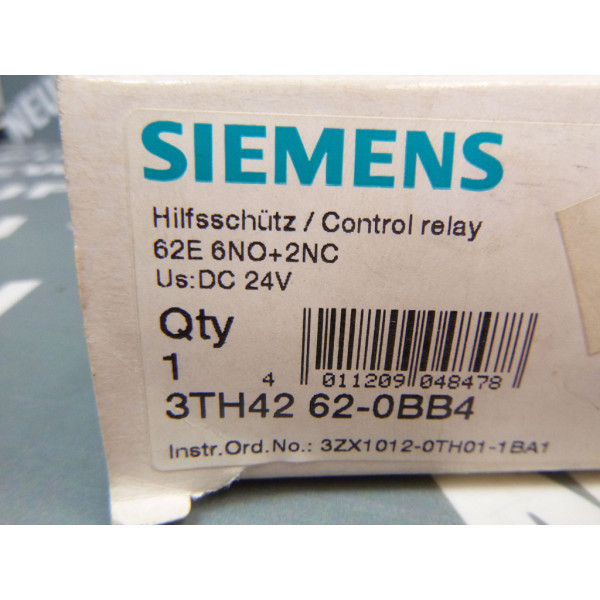 SIEMENS
Hilfsschütz / Control relay
62E 6NO+2NC
Us:DC 24V
Qty
1
4 011209 048478
3TH42 62-0BB4
Instr.Ord.No.: 3ZX1012-0TH01-1BA1